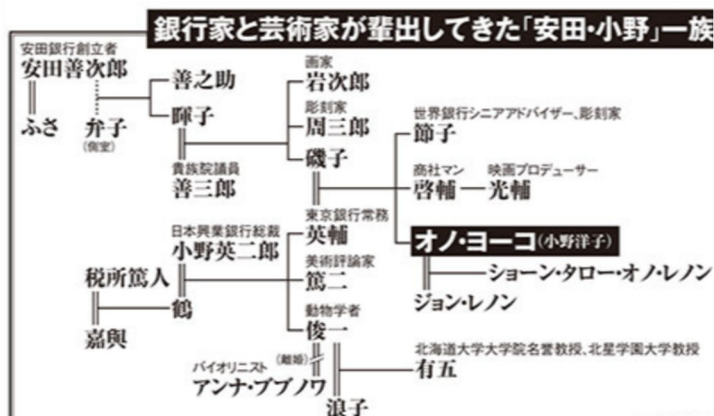 銀行家と芸術家が輩出してきた「安田・小野」一族
安田銀行創立者
安田善次郎
ふさ
弁子
(側室)
善之助
暉子
貴族院議員
善三郎
画家
岩次郎
彫刻家
周三郎
磯子
世界銀行シニアアドバイザー、彫刻家
節子
商社マン
啓輔
映画プロデューサー
光輔
オノ・ヨーコ(小野洋子)
ショーン・タロー・オノ・レノン
ジョン・レノン
日本興業銀行総裁
小野英二郎
税所篤人
鶴
嘉與
東京銀行常務
英輔
美術評論家
篤二
動物学者
俊一
バイオリニスト
(離婚)
アンナ・ブブノワ
浪子
北海道大学大学院名誉教授、北星学園大学教授
有五